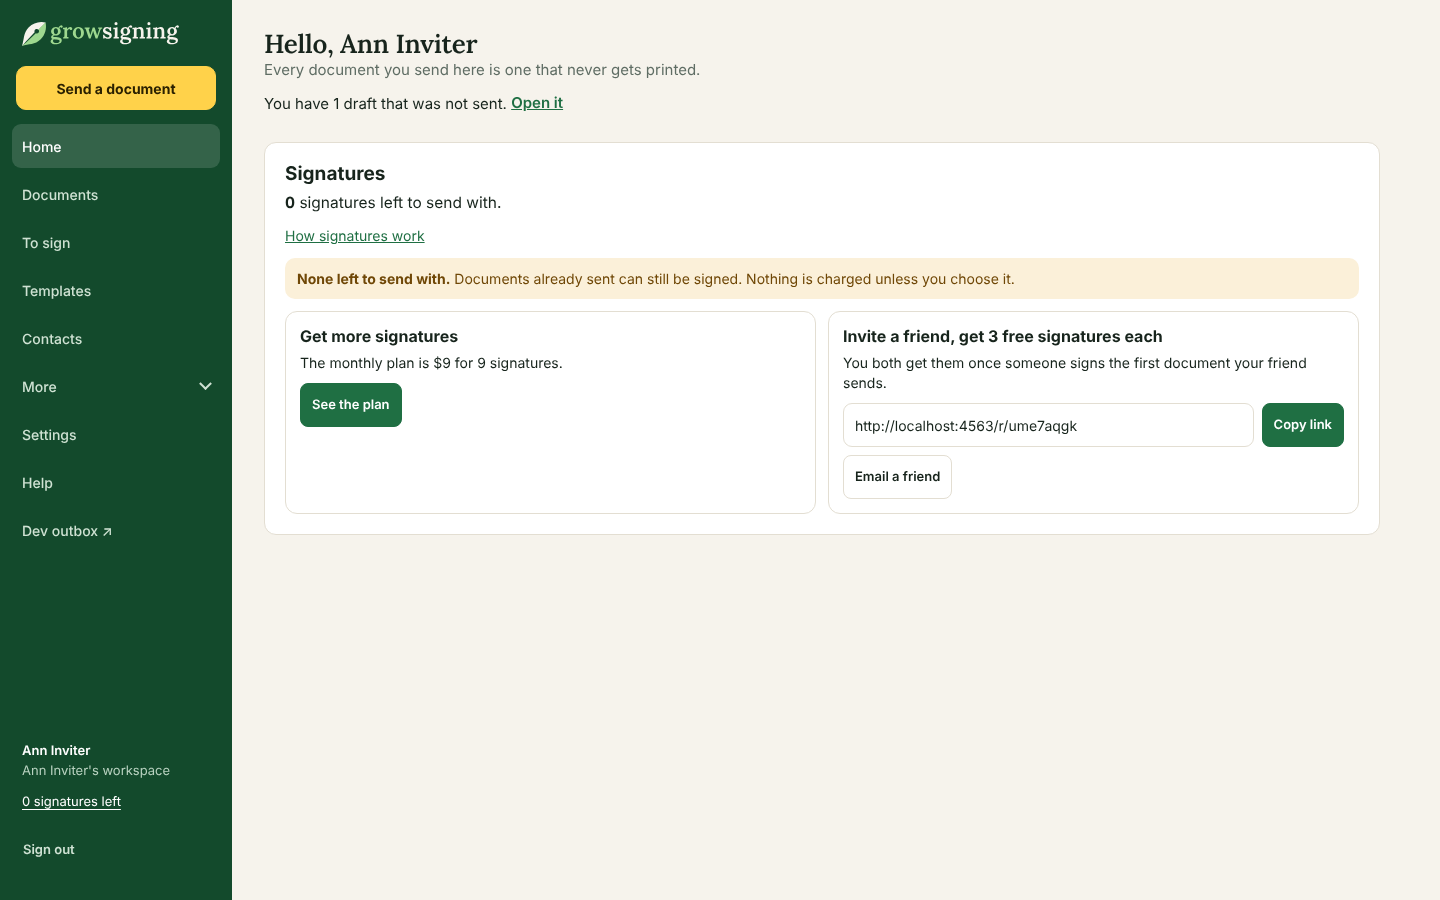 growsigning
Send a document
Home
Documents
To sign
Templates
Contacts
More
Settings
Help
Dev outbox ↗
Ann Inviter
Ann Inviter's workspace
0 signatures left
Sign out
Hello, Ann Inviter
Every document you send here is one that never gets printed.
You have 1 draft that was not sent. Open it
Signatures
0 signatures left to send with.
How signatures work
None left to send with. Documents already sent can still be signed. Nothing is charged unless you choose it.
Get more signatures
The monthly plan is $9 for 9 signatures.
See the plan
Invite a friend, get 3 free signatures each
You both get them once someone signs the first document your friend
sends.
http://localhost:4563/r/ume7aqgk
Copy link
Email a friend